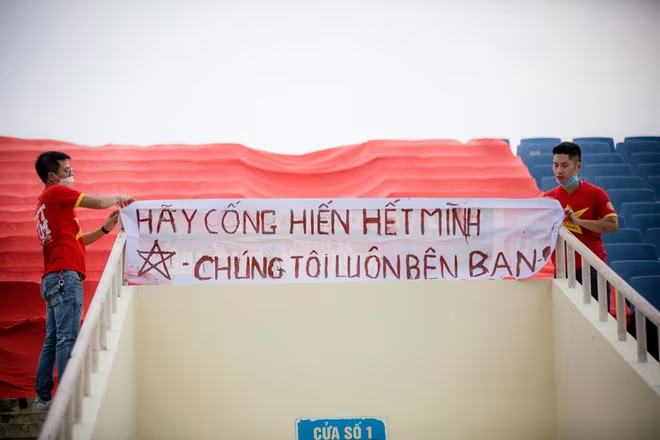 HÃY CỐNG HIẾN HẾT MÌNH
- CHÚNG TÔI LUÔN BÊN BẠN -
CỬA SỐ 1